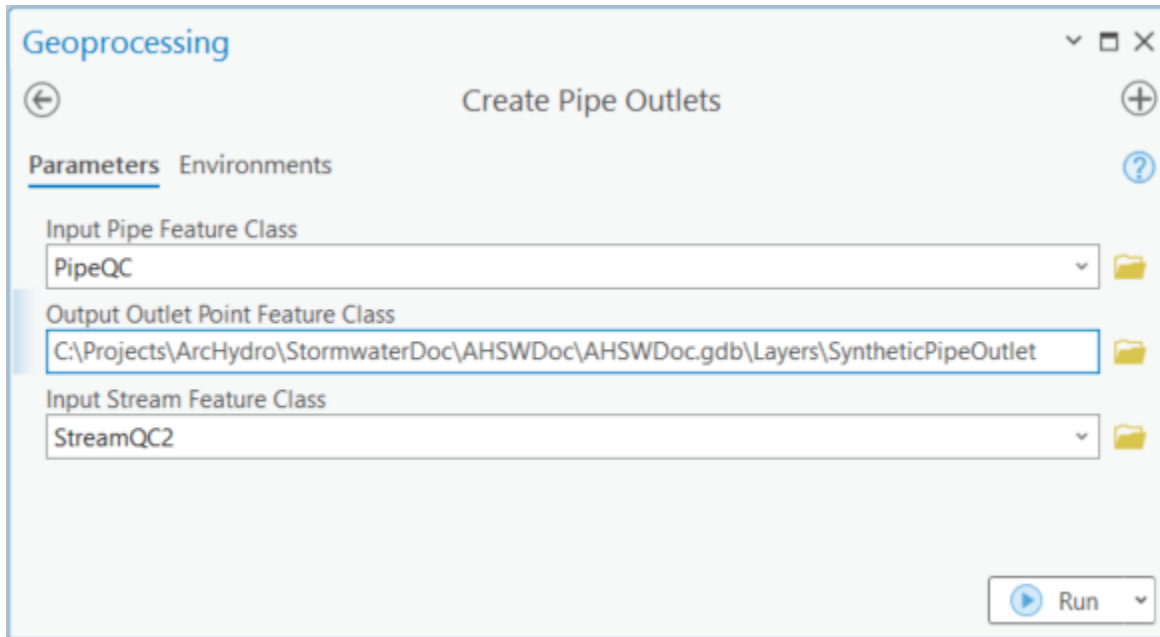 Geoprocessing
Create Pipe Outlets
Parameters Environments
Input Pipe Feature Class
PipeQC
Output Outlet Point Feature Class
C:\Projects\ArcHydro\StormwaterDoc\AHSWDoc\AHSWDoc.gdb\Layers\SyntheticPipeOutlet
Input Stream Feature Class
StreamQC2
Run